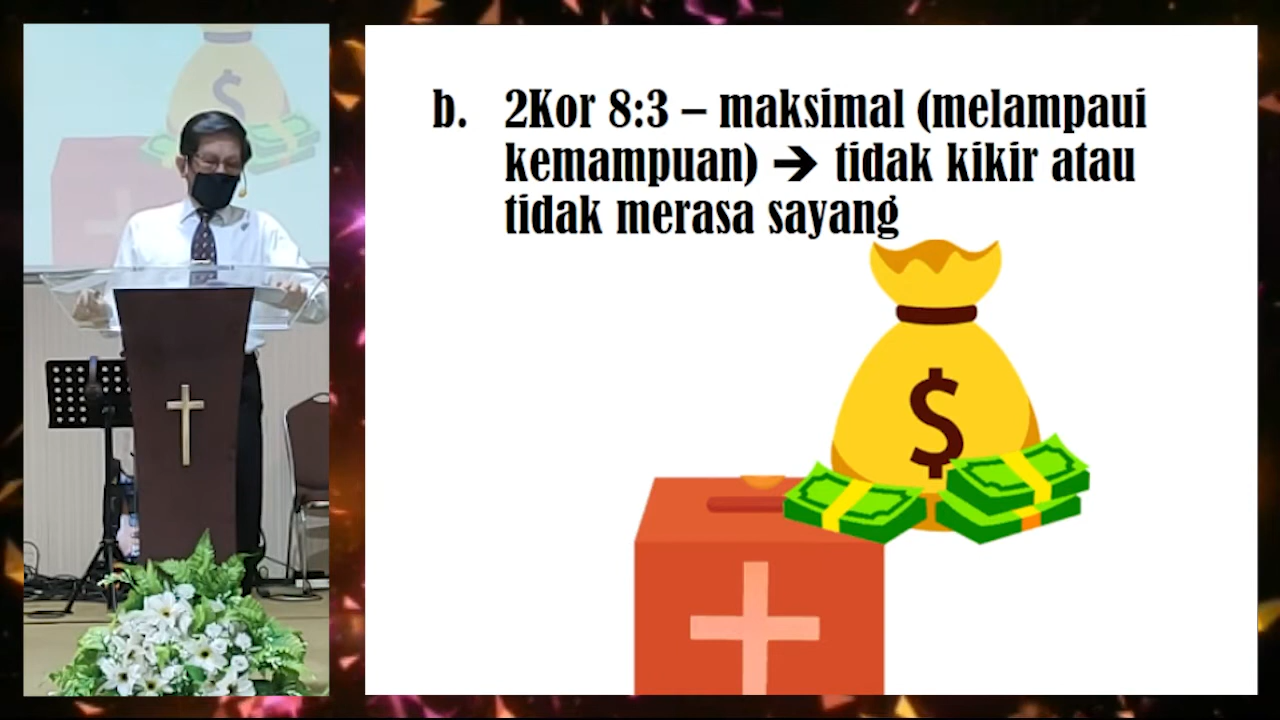 b. 2Kor 8:3 – maksimal (melampaui
kemampuan) ➔ tidak kikir atau
tidak merasa sayang
$